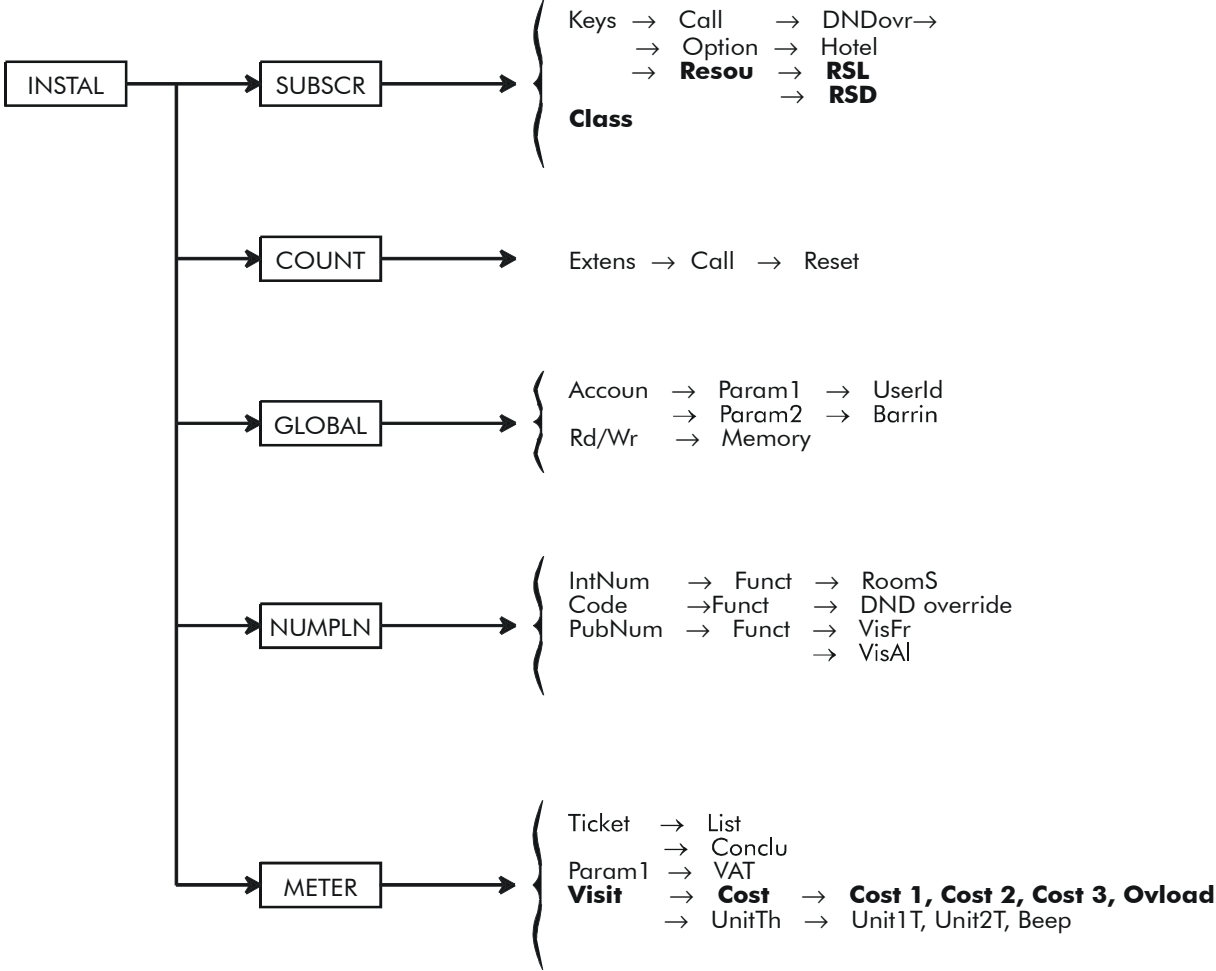 INSTAL
SUBSCR
Keys → Call → DNDovr→
→ Option → Hotel
→ Resou → RSL
→ RSD
Class
COUNT
Extens → Call → Reset
GLOBAL
Accoun → Param1 → UserId
→ Param2 → Barrin
Rd/Wr → Memory
NUMPLN
IntNum → Funct → RoomS
Code →Funct → DND override
PubNum → Funct → VisFr
→ VisAl
METER
Ticket → List
→ Conclu
Param1 → VAT
Visit → Cost → Cost 1, Cost 2, Cost 3, Ovload
→ UnitTh → Unit1T, Unit2T, Beep